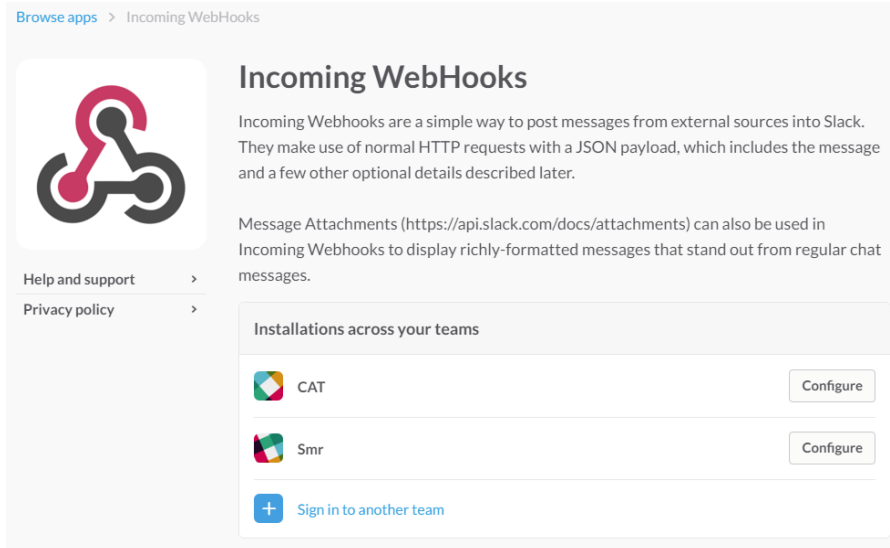 Browse apps > Incoming WebHooks
Incoming WebHooks
Incoming Webhooks are a simple way to post messages from external sources into Slack.
They make use of normal HTTP requests with a JSON payload, which includes the message
and a few other optional details described later.
Message Attachments (https://api.slack.com/docs/attachments) can also be used in
Incoming Webhooks to display richly-formatted messages that stand out from regular chat
messages.
Help and support >
Privacy policy >
Installations across your teams
CAT Configure
Smr Configure
Sign in to another team